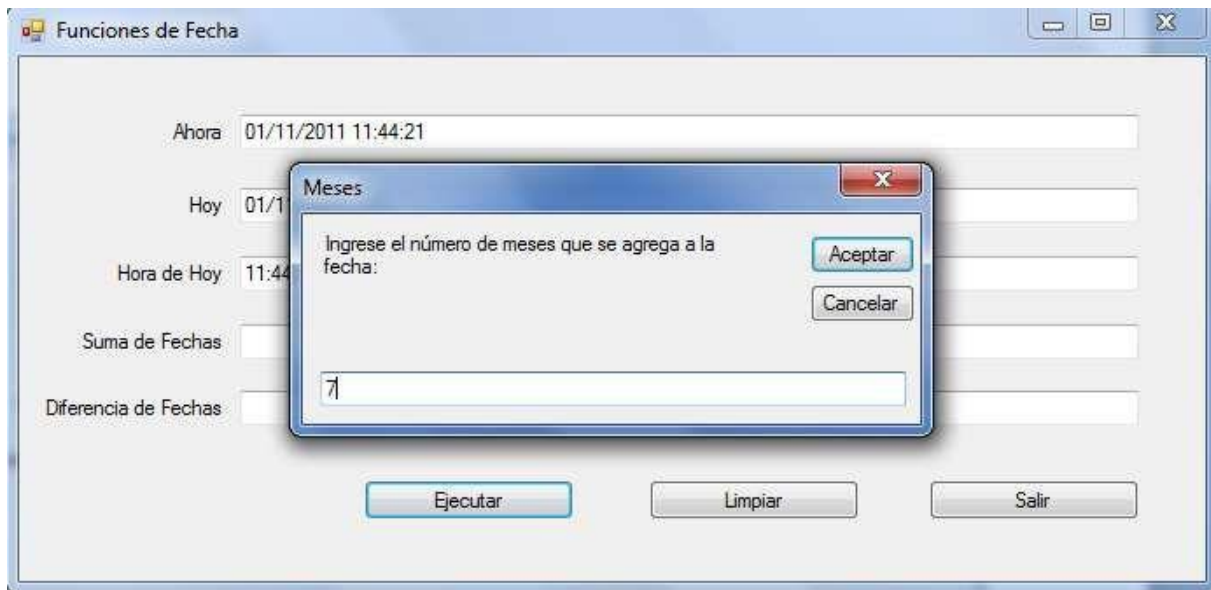 Funciones de Fecha
Ahora 01/11/2011 11:44:21
Meses
Hoy 01/1
Ingrese el número de meses que se agrega a la
fecha:
Aceptar
Hora de Hoy 11:44
Cancelar
Suma de Fechas
7
Diferencia de Fechas
Ejecutar Limpiar Salir